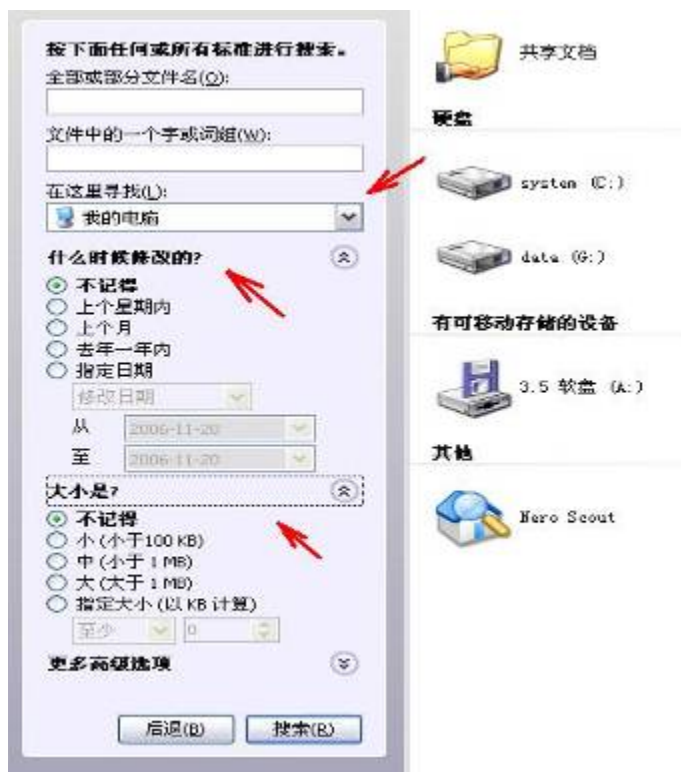 按下面任何或所有标准进行搜索。
全部或部分文件名(O):
文件中的一个字或词组(W):
在这里寻找(L):
我的电脑
什么时候修改的?
不记得
上个星期内
上个月
去年一年内
指定日期
修改日期
从 2006-11-20
至 2006-11-20
大小是?
不记得
小(小于100 KB)
中(小于 1 MB)
大(大于 1 MB)
指定大小(以 KB 计算)
至少 0
更多高级选项
后退(B) 搜索(R)
共享文档
硬盘
system (C:)
data (G:)
有可移动存储的设备
3.5 软盘 (A:)
其他
Nero Scout